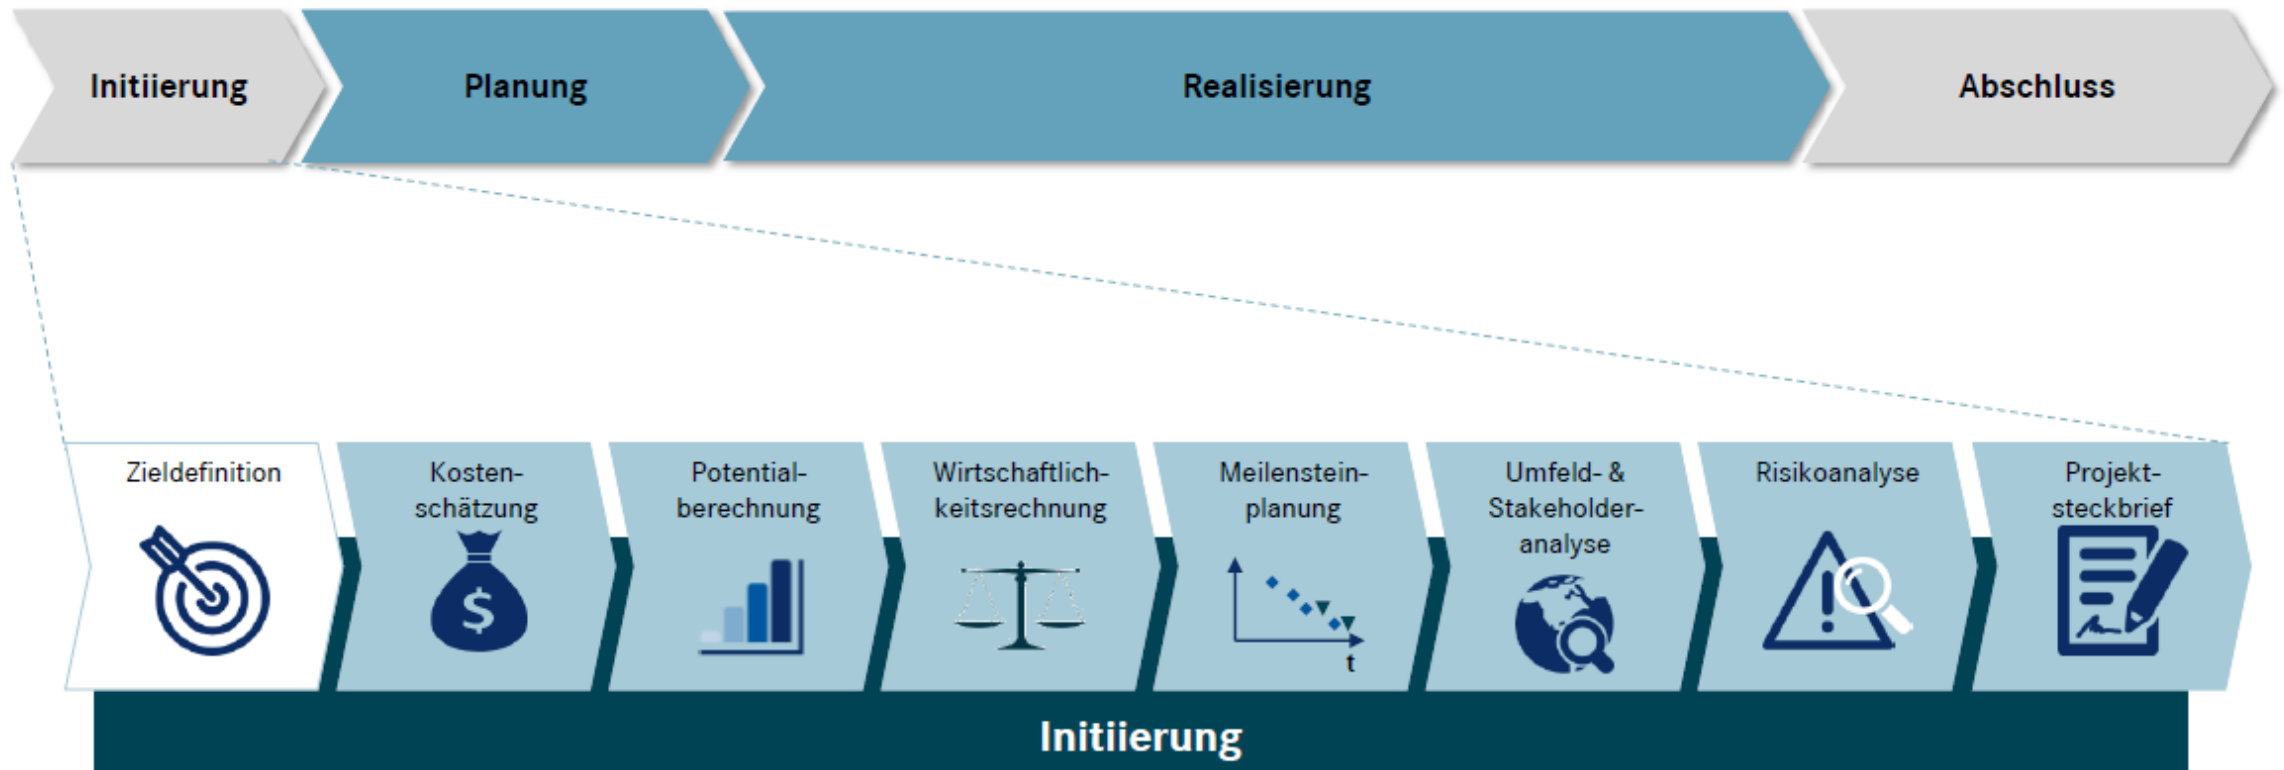 Initiierung
Planung
Realisierung
Abschluss
Zieldefinition
Kosten-
schätzung
$
Potential-
berechnung
Wirtschaftlich-
keitsrechnung
Meilenstein-
planung
t
Umfeld- &
Stakeholder-
analyse
Risikoanalyse
Projekt-
steckbrief
Initiierung